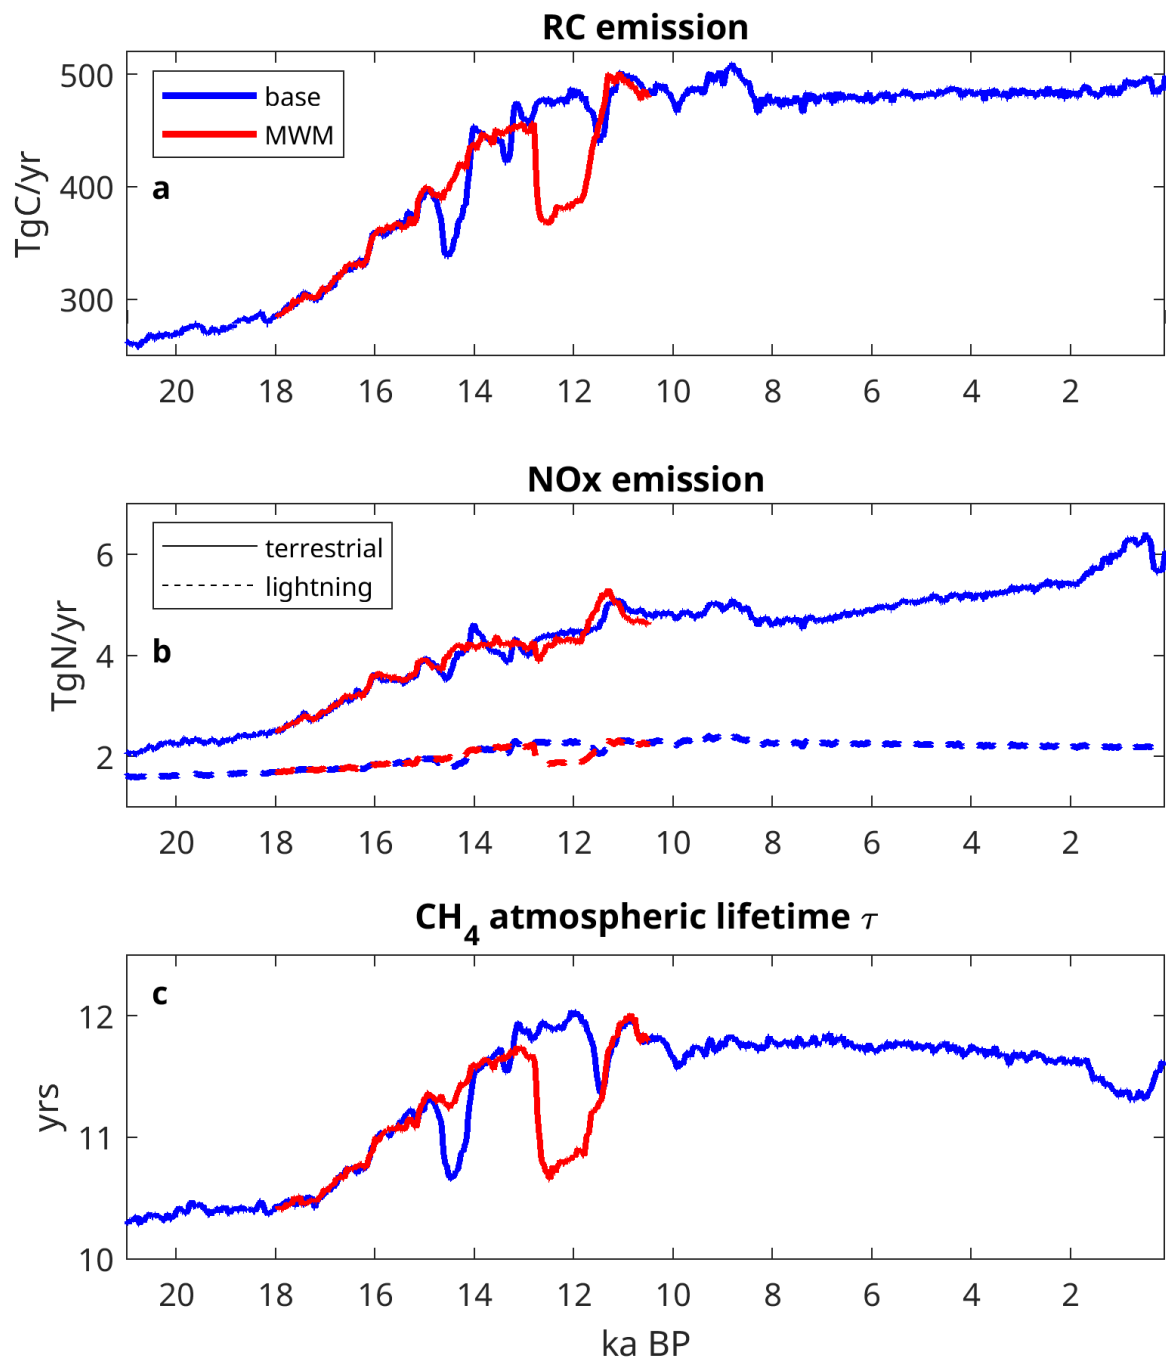 RC emission
500
400
300
TgC/yr
base
MWM
a
20 18 16 14 12 10 8 6 4 2
NOx emission
6
4
2
TgN/yr
terrestrial
lightning
b
20 18 16 14 12 10 8 6 4 2
CH4 atmospheric lifetime τ
12
11
10
yrs
c
20 18 16 14 12 10 8 6 4 2
ka BP